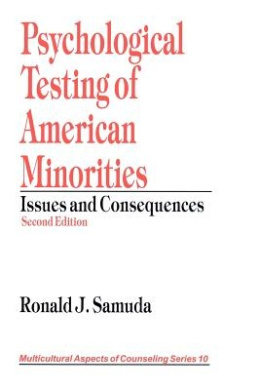 Psychological
Testing of
American
Minorities
Issues and Consequences
Second Edition
Ronald J. Samuda
Multicultural Aspects of Counseling Series 10